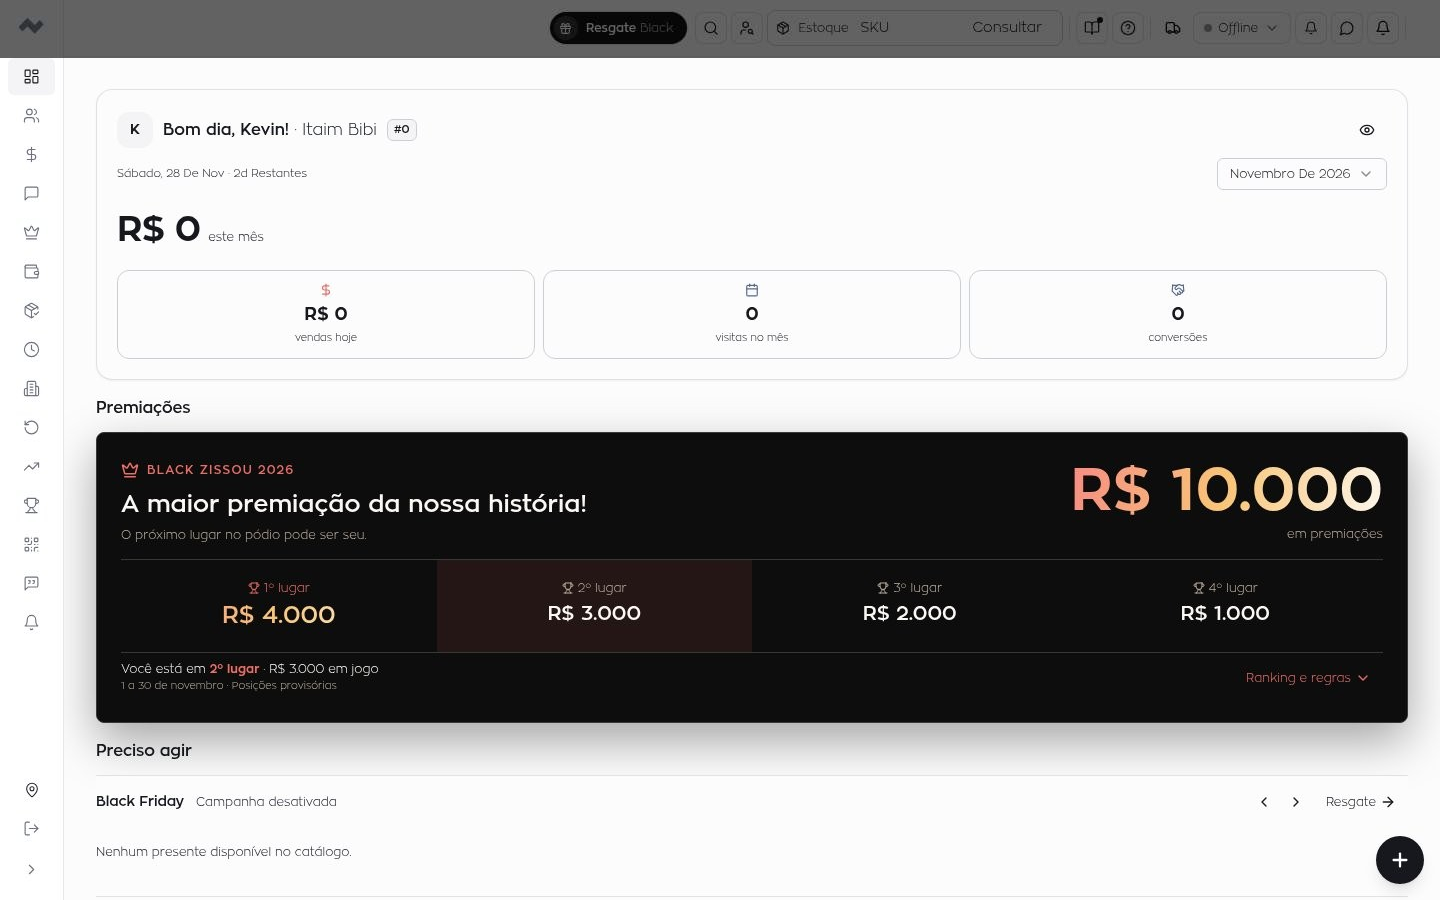 Resgate Black
Estoque SKU Consultar
Offline
K
Bom dia, Kevin! · Itaim Bibi #0
Sábado, 28 De Nov · 2d Restantes
Novembro De 2026
R$ 0 este mês
R$ 0
vendas hoje
0
visitas no mês
0
conversões
Premiações
BLACK ZISSOU 2026
A maior premiação da nossa história!
O próximo lugar no pódio pode ser seu.
R$ 10.000
em premiações
1º lugar
R$ 4.000
2º lugar
R$ 3.000
3º lugar
R$ 2.000
4º lugar
R$ 1.000
Você está em 2º lugar · R$ 3.000 em jogo
1 a 30 de novembro · Posições provisórias
Ranking e regras
Preciso agir
Black Friday Campanha desativada
Resgate
Nenhum presente disponível no catálogo.